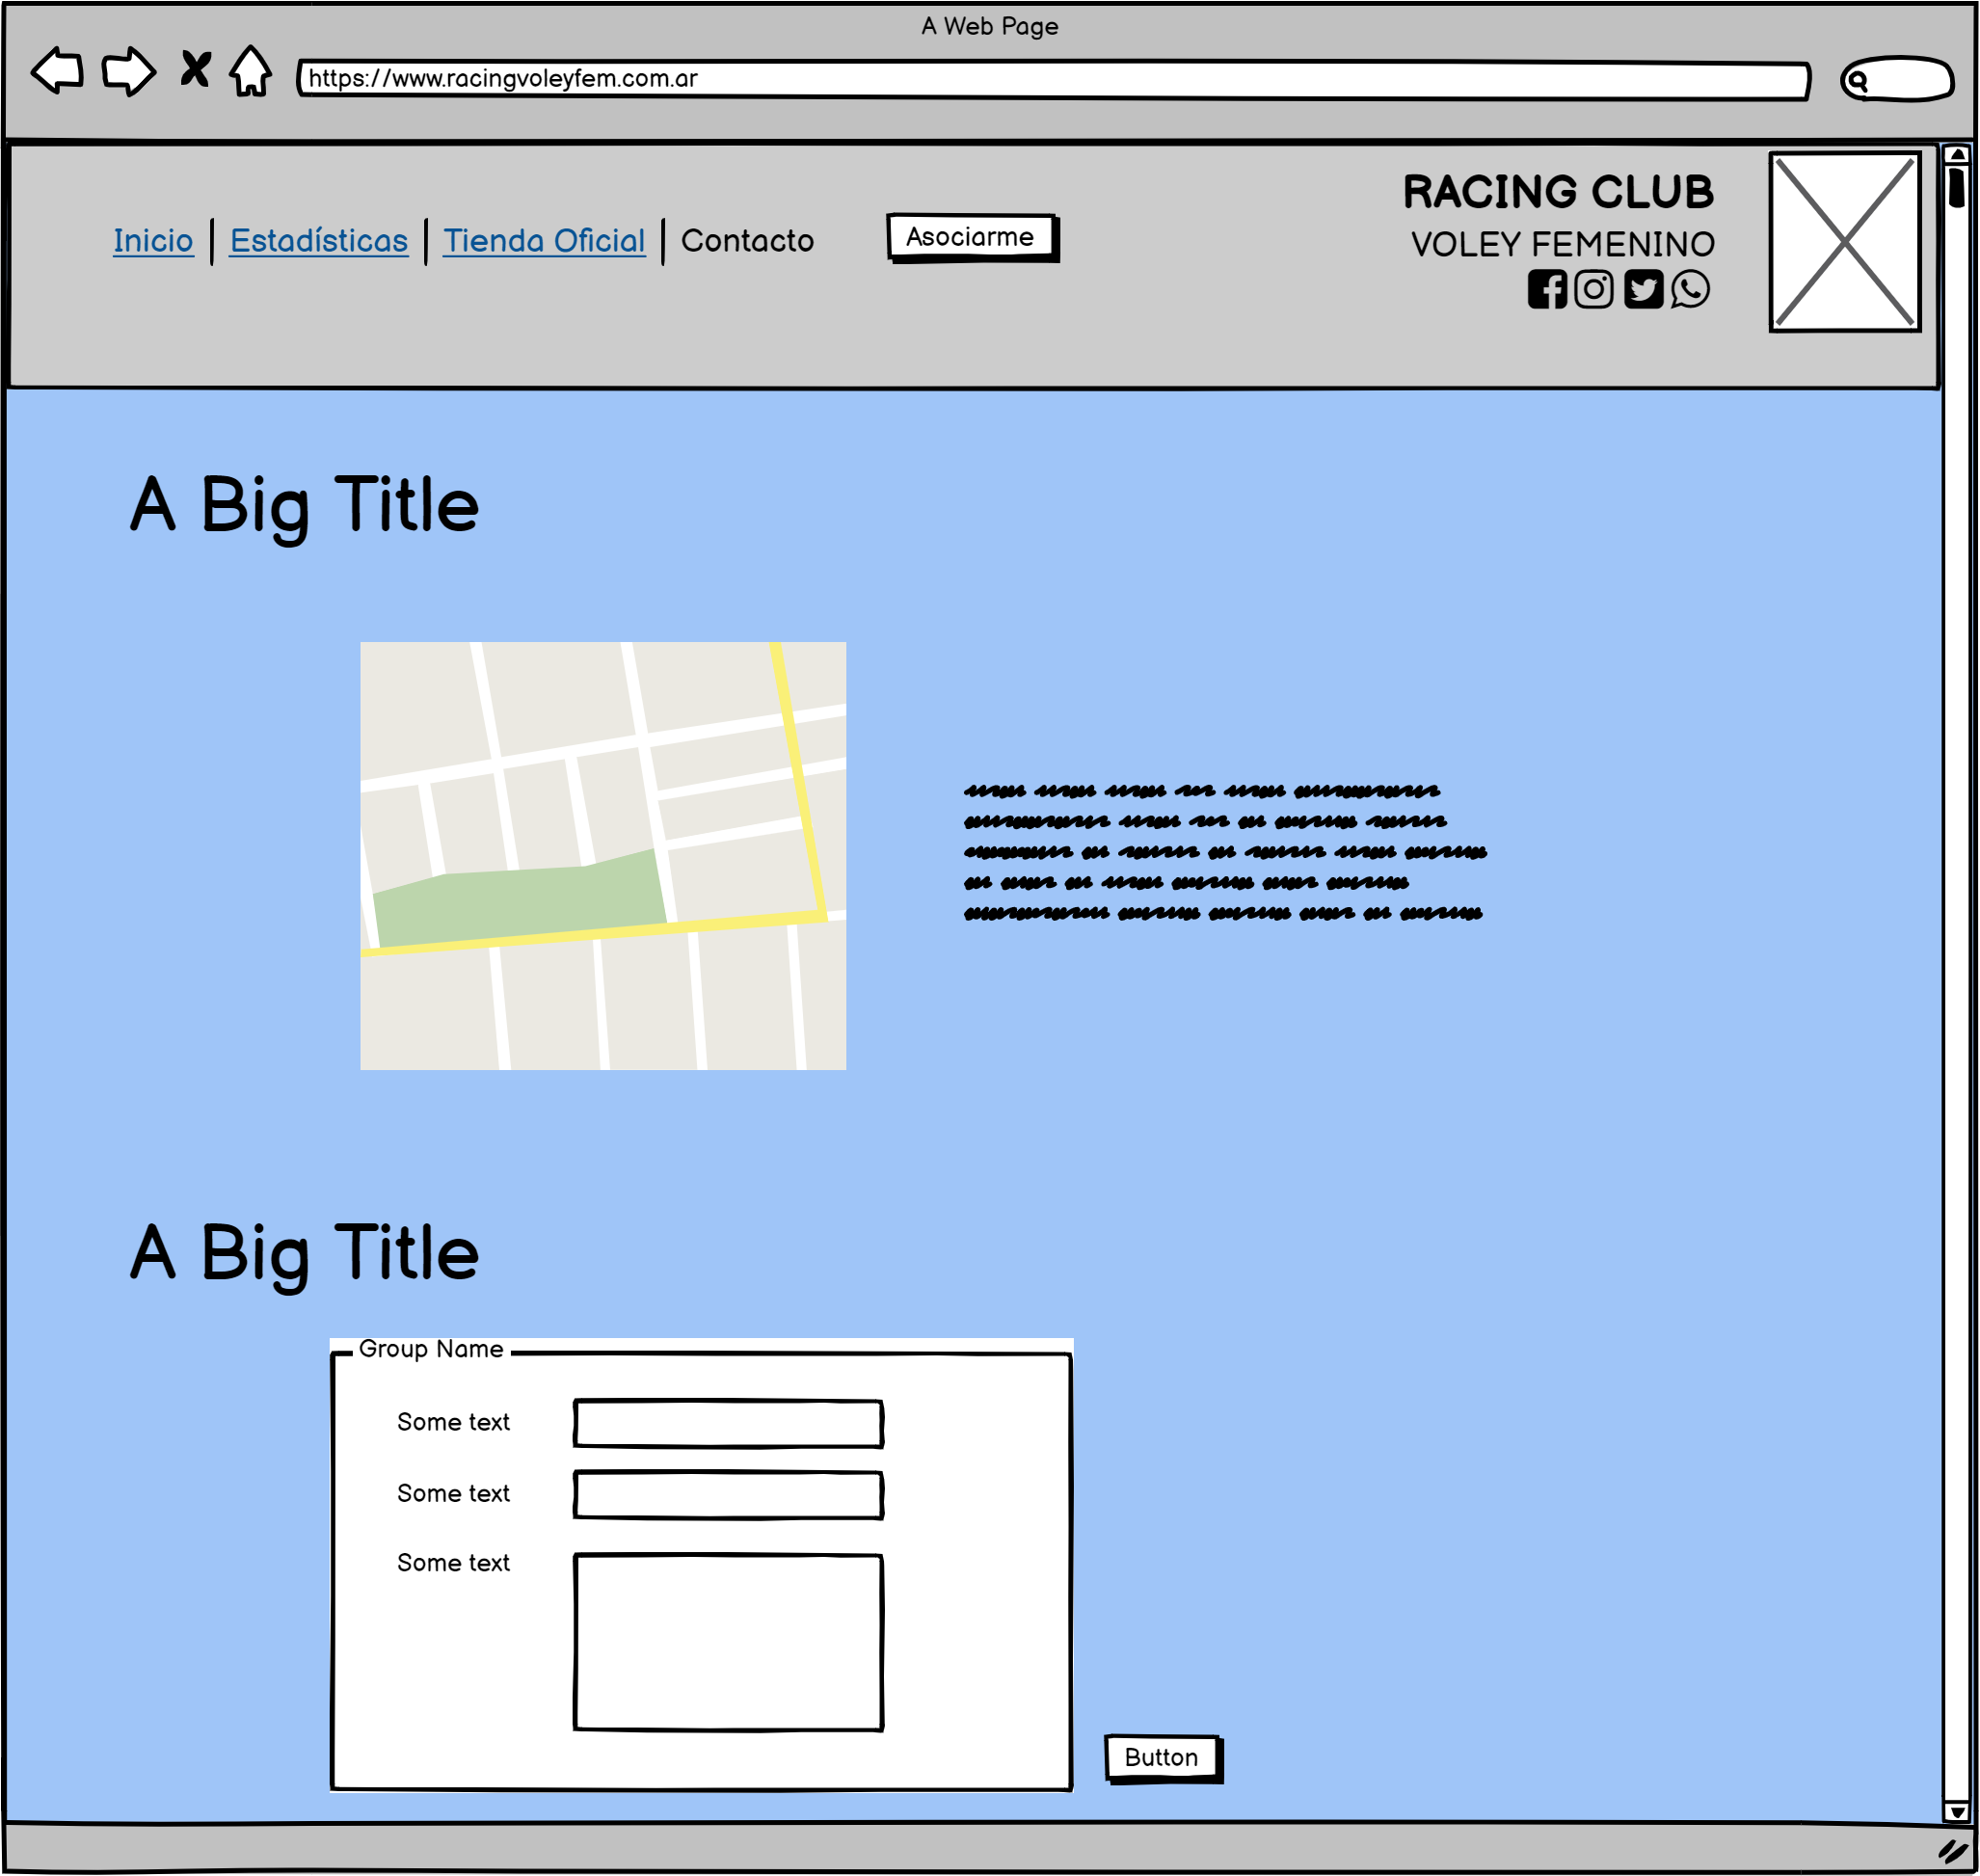 A Web Page
https://www.racingvoleyfem.com.ar
Inicio Estadísticas Tienda Oficial Contacto Asociarme
RACING CLUB
VOLEY FEMENINO
A Big Title
A Big Title
Group Name
Some text
Some text
Some text
Button